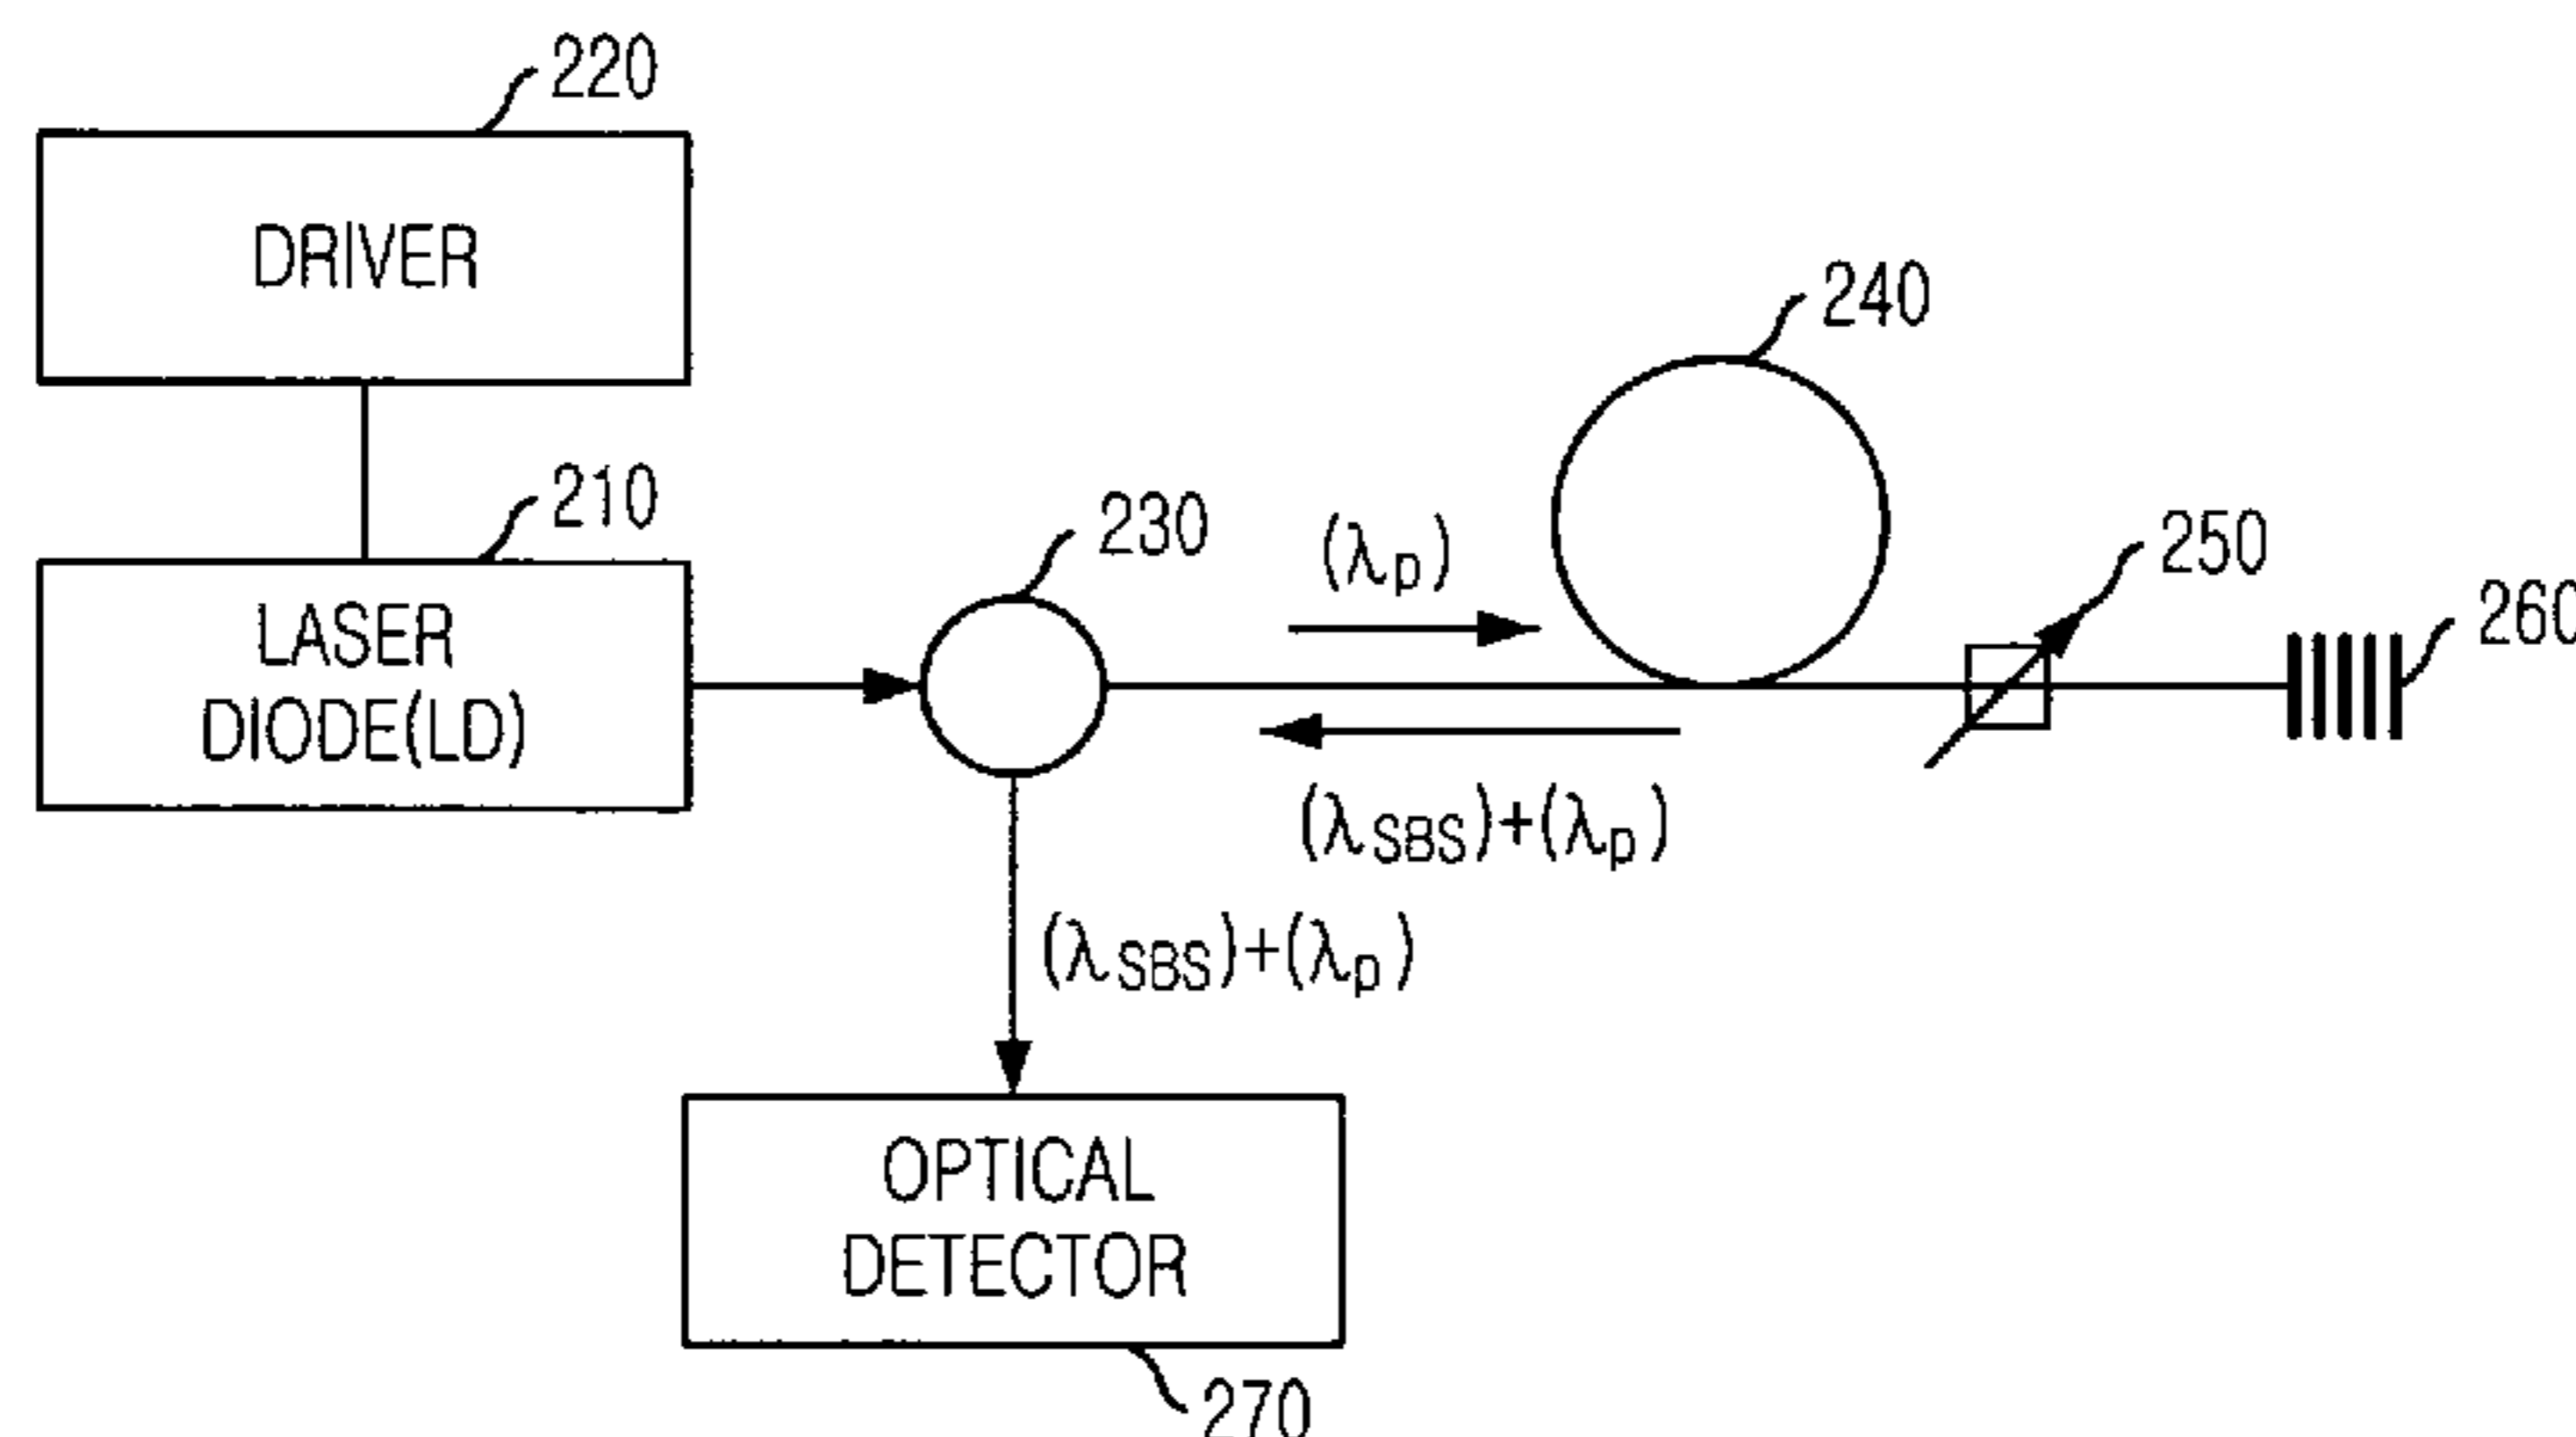 220
DRIVER
210
LASER
DIODE(LD)
230
(λp)
240
250
260
(λSBS)+(λp)
(λSBS)+(λp)
OPTICAL
DETECTOR
270